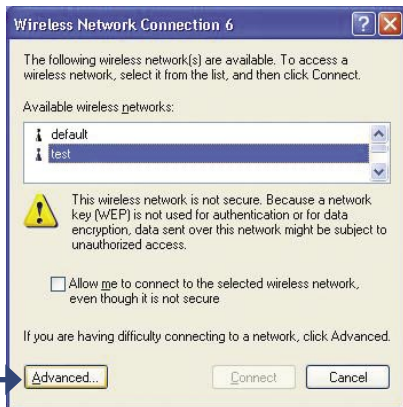 Wireless Network Connection 6
The following wireless network(s) are available. To access a
wireless network, select it from the list, and then click Connect.
Available wireless networks:
default
test
This wireless network is not secure. Because a network
key (WEP) is not used for authentication or for data
encryption, data sent over this network might be subject to
unauthorized access.
Allow me to connect to the selected wireless network,
even though it is not secure
If you are having difficulty connecting to a network, click Advanced.
Advanced... Connect Cancel